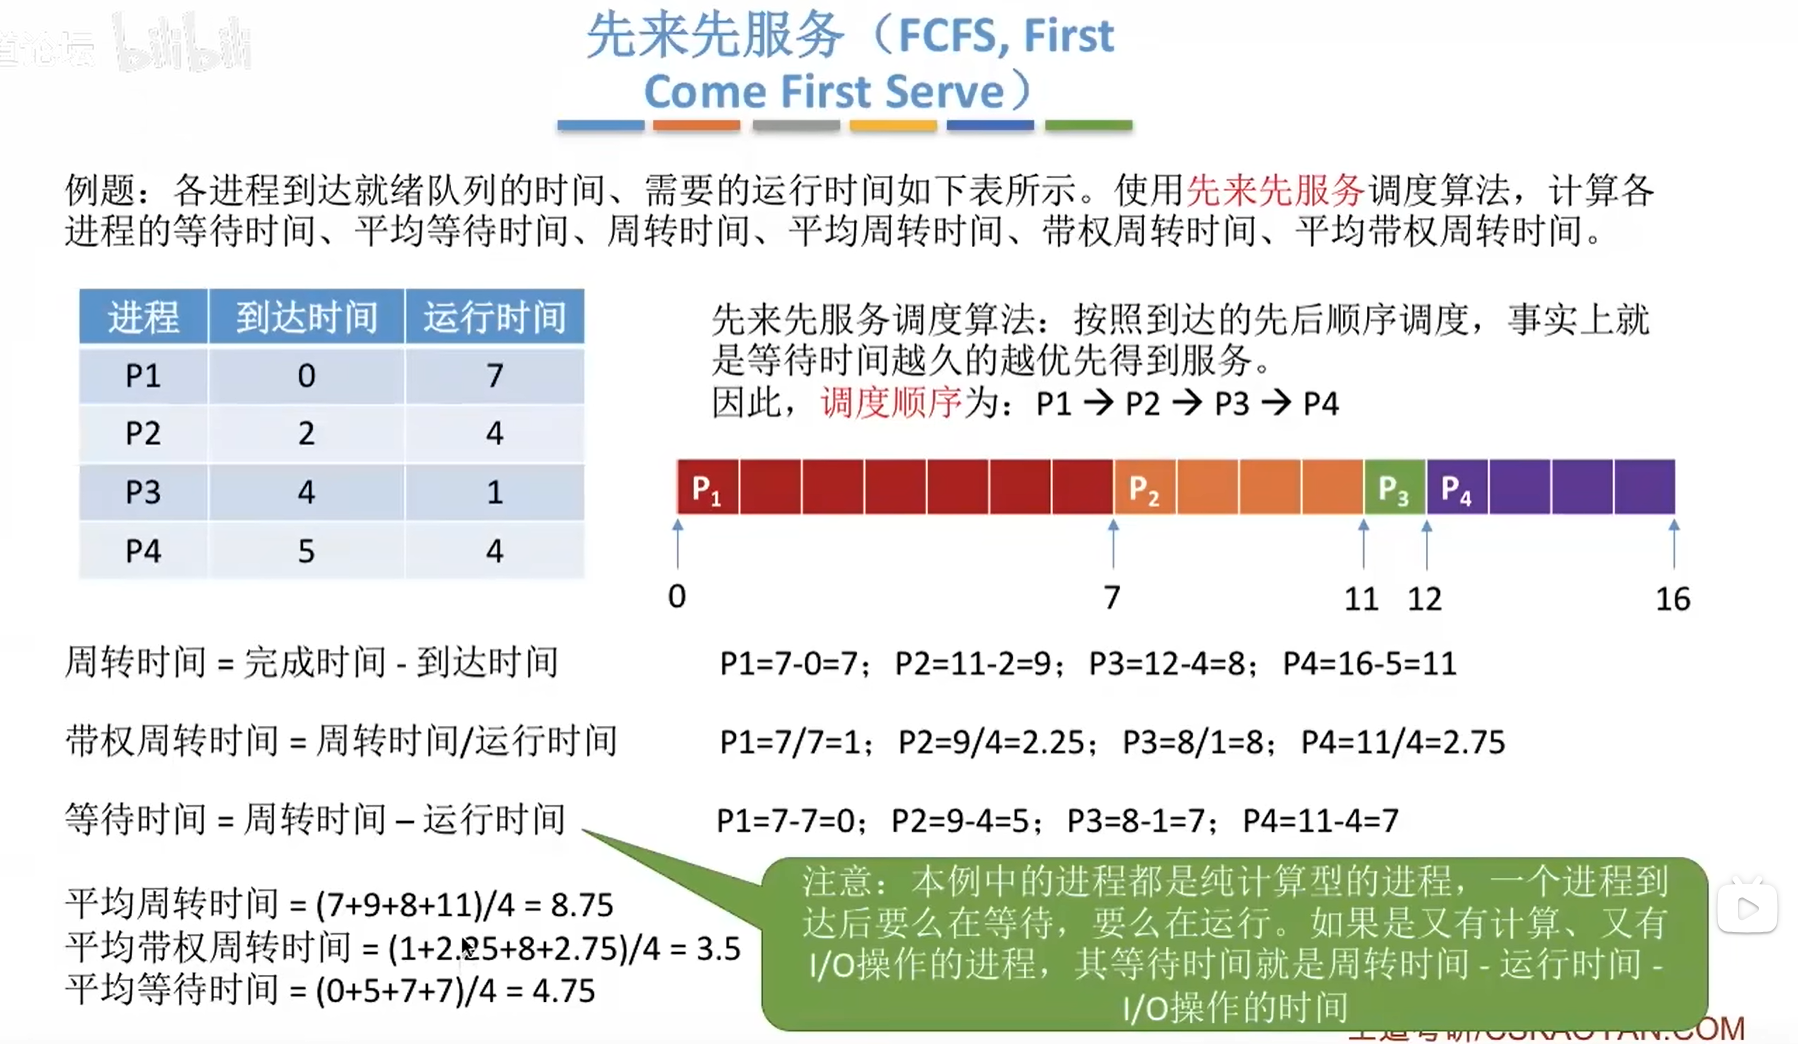 道论坛 bilibili
先来先服务（FCFS, First
Come First Serve）
例题：各进程到达就绪队列的时间、需要的运行时间如下表所示。使用先来先服务调度算法，计算各
进程的等待时间、平均等待时间、周转时间、平均周转时间、带权周转时间、平均带权周转时间。
进程 到达时间 运行时间
P1 0 7
P2 2 4
P3 4 1
P4 5 4
先来先服务调度算法：按照到达的先后顺序调度，事实上就
是等待时间越久的越优先得到服务。
因此，调度顺序为：P1 → P2 → P3 → P4
P₁ P₂ P₃ P₄
0 7 11 12 16
周转时间 = 完成时间 - 到达时间 P1=7-0=7；P2=11-2=9；P3=12-4=8；P4=16-5=11
带权周转时间 = 周转时间/运行时间 P1=7/7=1；P2=9/4=2.25；P3=8/1=8；P4=11/4=2.75
等待时间 = 周转时间 – 运行时间 P1=7-7=0；P2=9-4=5；P3=8-1=7；P4=11-4=7
平均周转时间 = (7+9+8+11)/4 = 8.75
平均带权周转时间 = (1+2.25+8+2.75)/4 = 3.5
平均等待时间 = (0+5+7+7)/4 = 4.75
注意：本例中的进程都是纯计算型的进程，一个进程到
达后要么在等待，要么在运行。如果是又有计算、又有
I/O操作的进程，其等待时间就是周转时间 - 运行时间 -
I/O操作的时间
王道考研/CSKAOYAN.COM